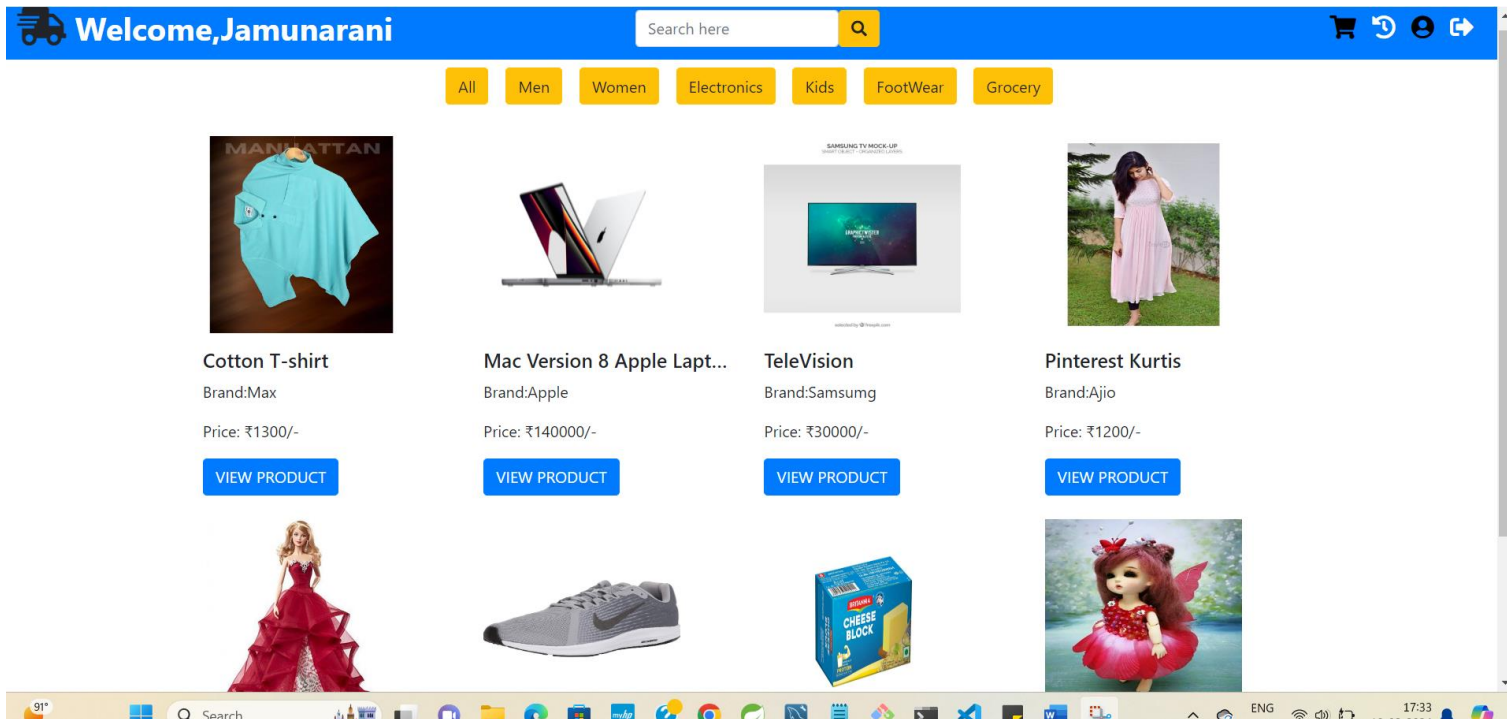 Welcome,Jamunarani
Search here
All Men Women Electronics Kids FootWear Grocery
MANHATTAN
SAMSUNG TV MOCK-UP
CHEESE
BLOCK
BRITANNIA
Cotton T-shirt
Brand:Max
Price: ₹1300/-
VIEW PRODUCT
Mac Version 8 Apple Lapt...
Brand:Apple
Price: ₹140000/-
VIEW PRODUCT
TeleVision
Brand:Samsumg
Price: ₹30000/-
VIEW PRODUCT
Pinterest Kurtis
Brand:Ajio
Price: ₹1200/-
VIEW PRODUCT
91°
Search
ENG
17:33